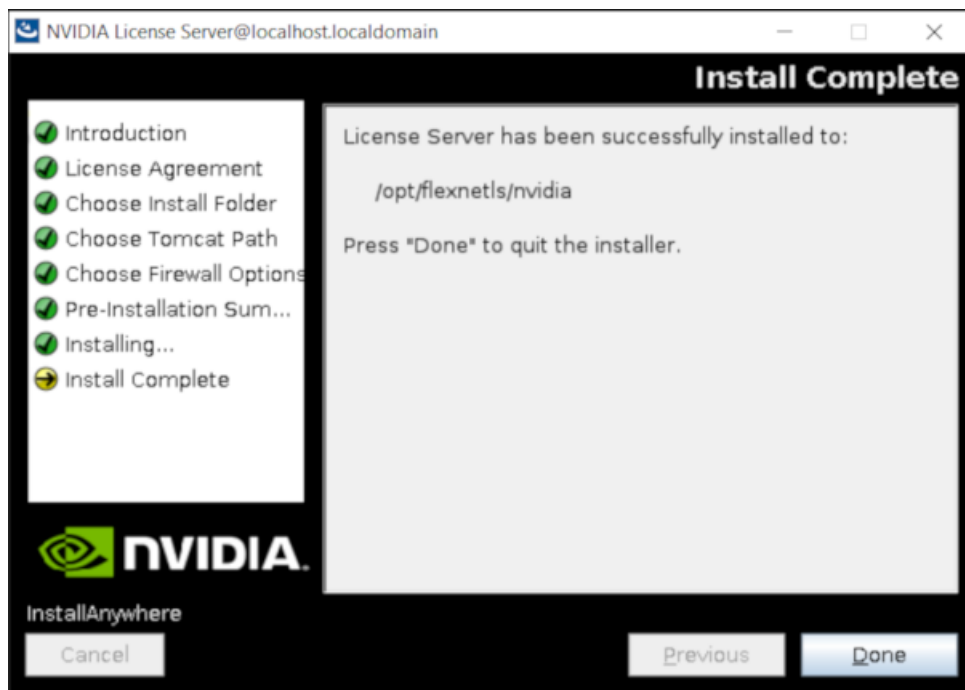 NVIDIA License Server@localhost.localdomain
Install Complete
Introduction
License Agreement
Choose Install Folder
Choose Tomcat Path
Choose Firewall Options
Pre-Installation Sum...
Installing...
Install Complete
License Server has been successfully installed to:
/opt/flexnetls/nvidia
Press "Done" to quit the installer.
NVIDIA.
InstallAnywhere
Cancel
Previous
Done